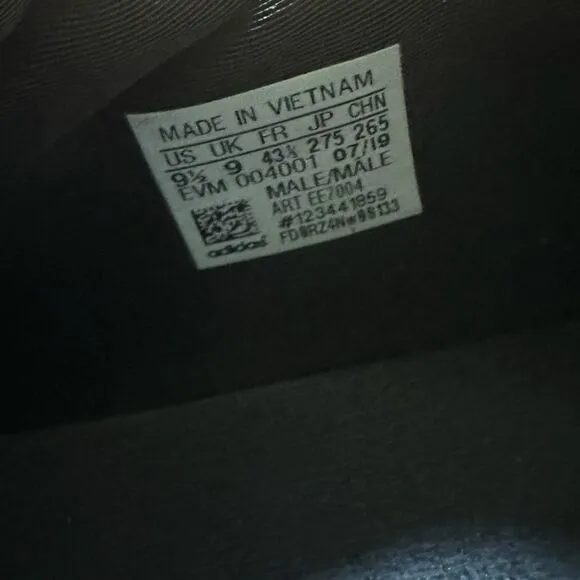 MADE IN VIETNAM
US UK FR JP CHN
9½ 9 43⅓ 275 265
EVM 004001 07/19
MALE/MALE
ART EEZ004
#123441859
adidas